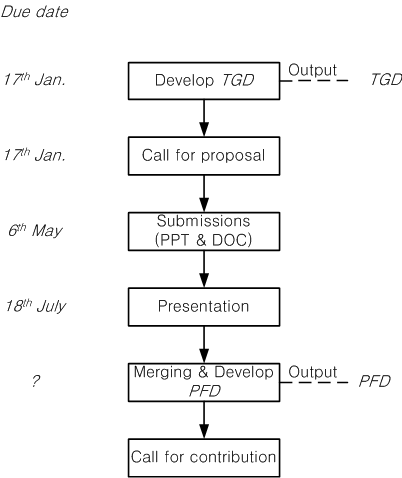 Due date
17th Jan.
Develop TGD
Output
TGD
17th Jan.
Call for proposal
6th May
Submissions
(PPT & DOC)
18th July
Presentation
?
Merging & Develop
PFD
Output
PFD
Call for contribution